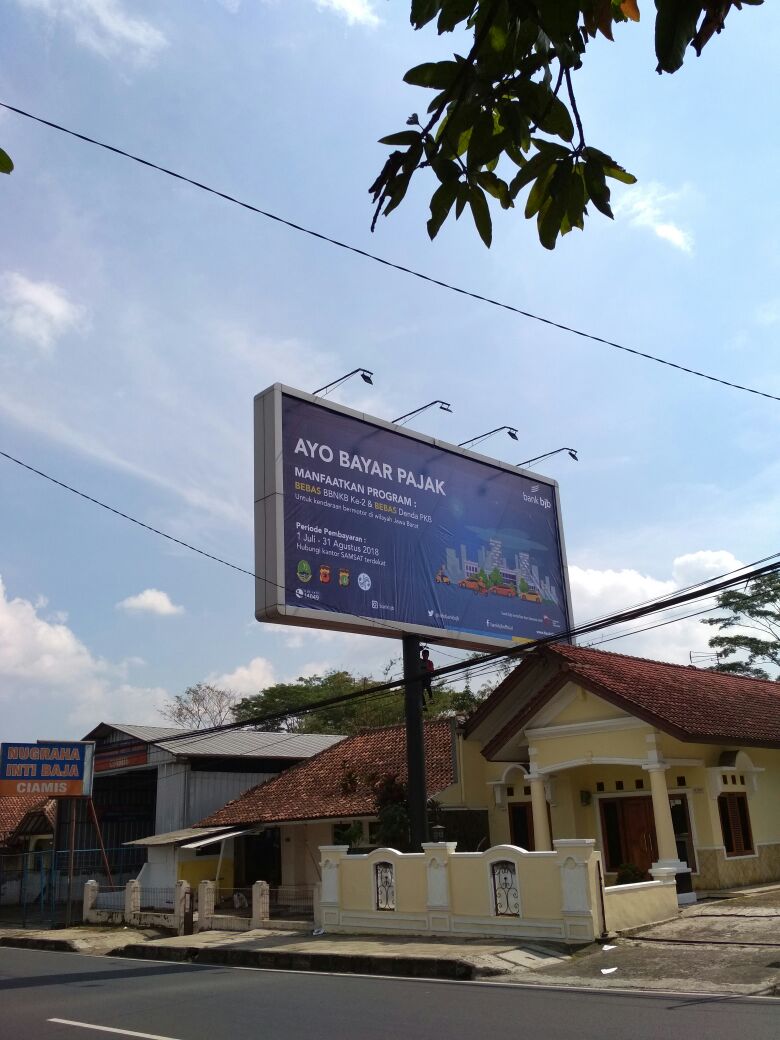 AYO BAYAR PAJAK
MANFAATKAN PROGRAM :
BEBAS BBNKB Ke-2 & BEBAS Denda PKB
Untuk kendaraan bermotor di wilayah Jawa Barat
Periode Pembayaran :
1 Juli - 31 Agustus 2018
Hubungi kantor SAMSAT terdekat
14049
bank bjb
NUGRAHA
INTI BAJA
CIAMIS